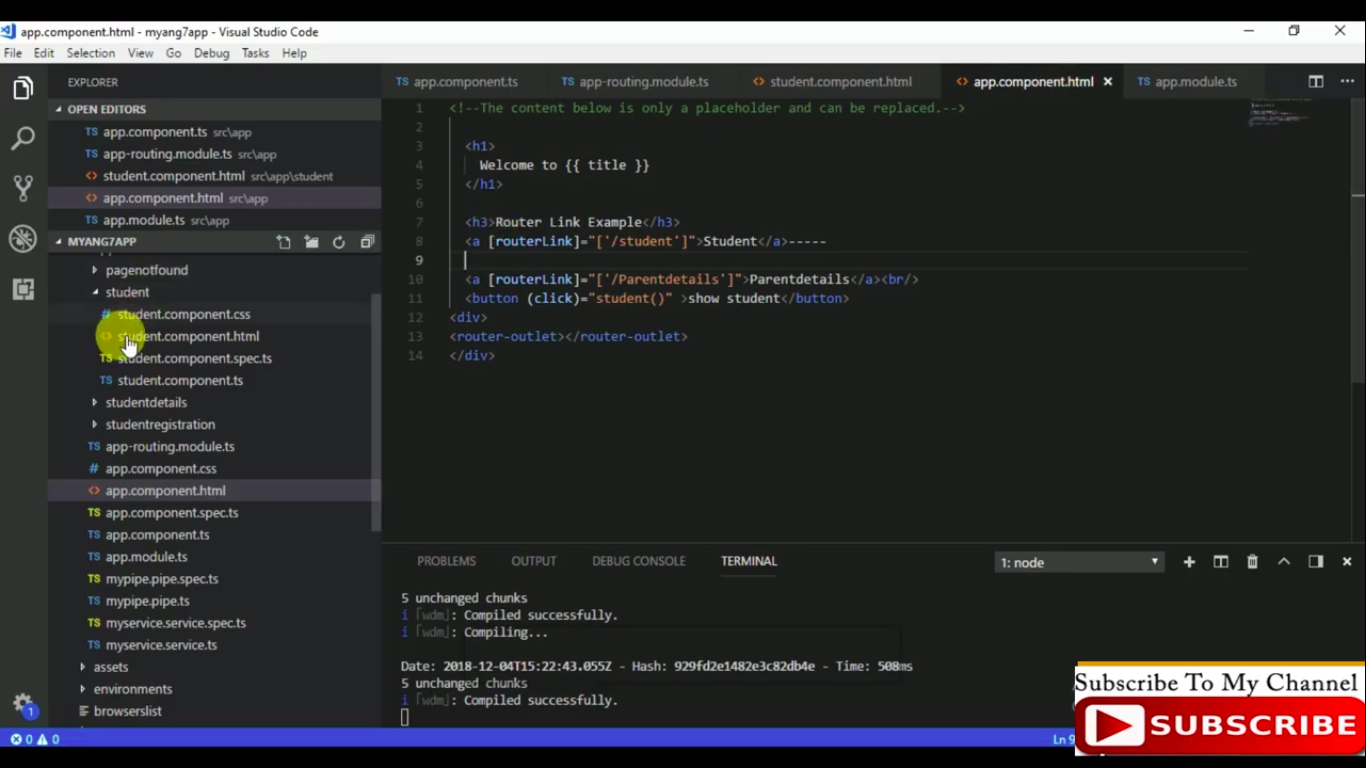 app.component.html - myang7app - Visual Studio Code
File Edit Selection View Go Debug Tasks Help
EXPLORER
OPEN EDITORS
TS app.component.ts src\app
TS app-routing.module.ts src\app
<> student.component.html src\app\student
<> app.component.html src\app
TS app.module.ts src\app
MYANG7APP
pagenotfound
student
# student.component.css
student.component.html
TS student.component.spec.ts
TS student.component.ts
studentdetails
studentregistration
TS app-routing.module.ts
# app.component.css
<> app.component.html
TS app.component.spec.ts
TS app.component.ts
TS app.module.ts
TS mypipe.pipe.spec.ts
TS mypipe.pipe.ts
TS myservice.service.spec.ts
TS myservice.service.ts
assets
environments
browserslist
TS app.component.ts TS app-routing.module.ts <> student.component.html <> app.component.html TS app.module.ts
1 <!--The content below is only a placeholder and can be replaced.-->
2
3 <h1>
4 Welcome to {{ title }}
5 </h1>
6
7 <h3>Router Link Example</h3>
8 <a [routerLink]="['/student']">Student</a>-----
9
10 <a [routerLink]="['/Parentdetails']">Parentdetails</a><br/>
11 <button (click)="student()" >show student</button>
12 <div>
13 <router-outlet></router-outlet>
14 </div>
PROBLEMS OUTPUT DEBUG CONSOLE TERMINAL 1: node
5 unchanged chunks
i ｢wdm｣: Compiled successfully.
i ｢wdm｣: Compiling...
Date: 2018-12-04T15:22:43.055Z - Hash: 929fd2e1482e3c82db4e - Time: 508ms
5 unchanged chunks
i ｢wdm｣: Compiled successfully.
1
0 0
Subscribe To My Channel
SUBSCRIBE